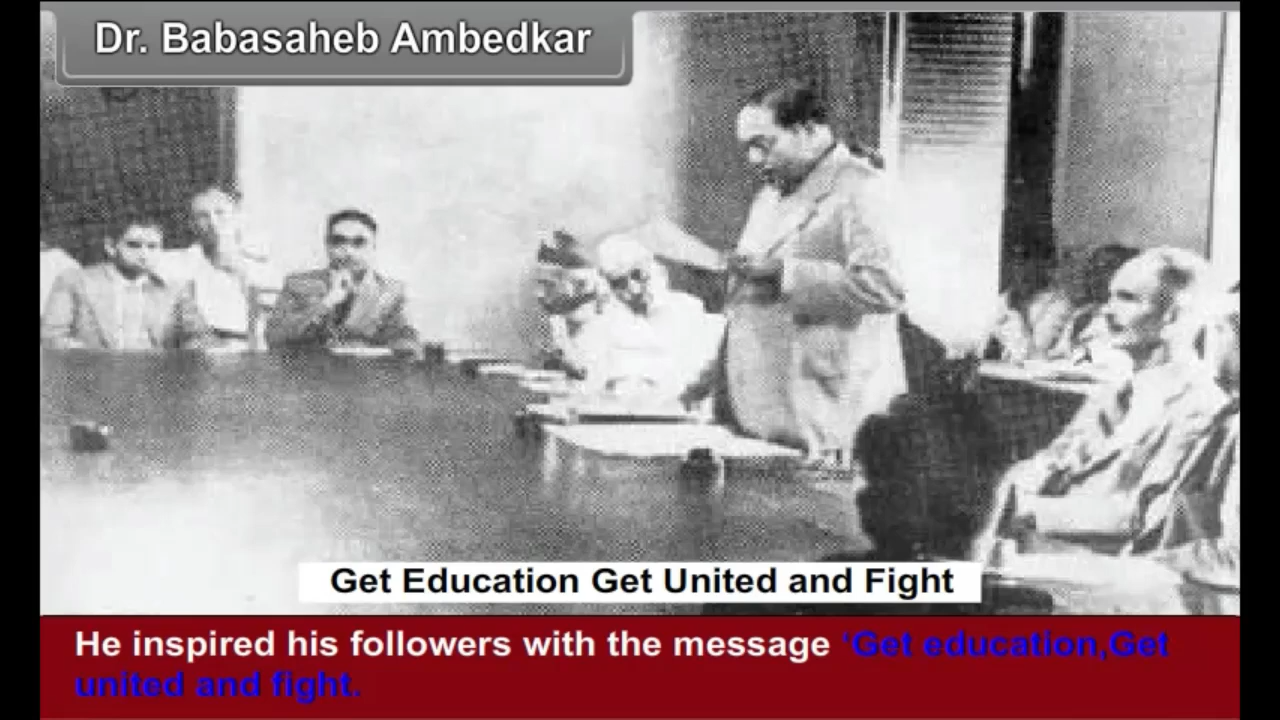 Dr. Babasaheb Ambedkar
Get Education Get United and Fight
He inspired his followers with the message ‘Get education,Get
united and fight.